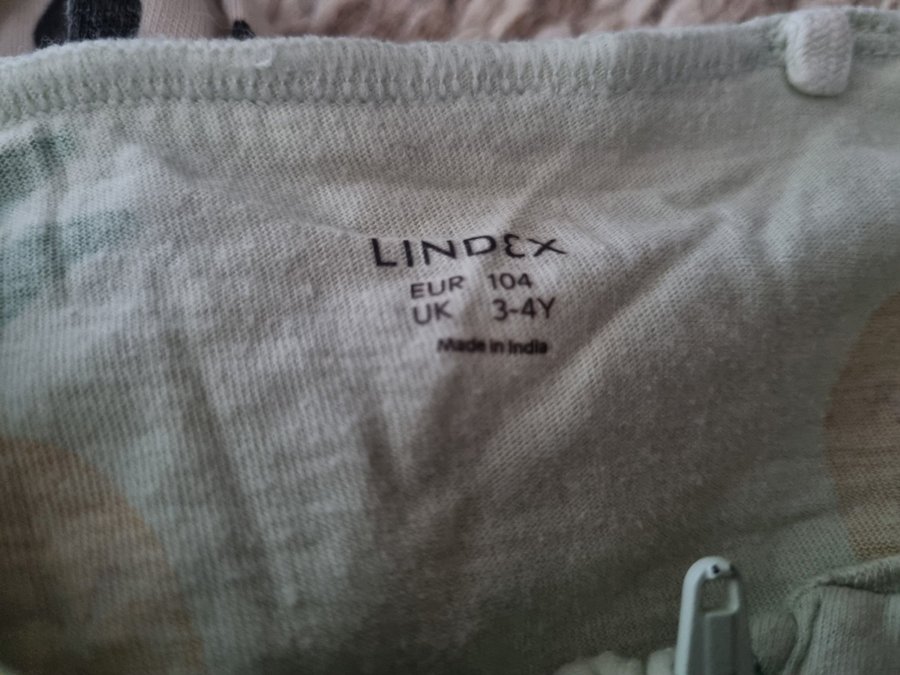 LINDEX
EUR 104
UK 3-4Y
Made in India